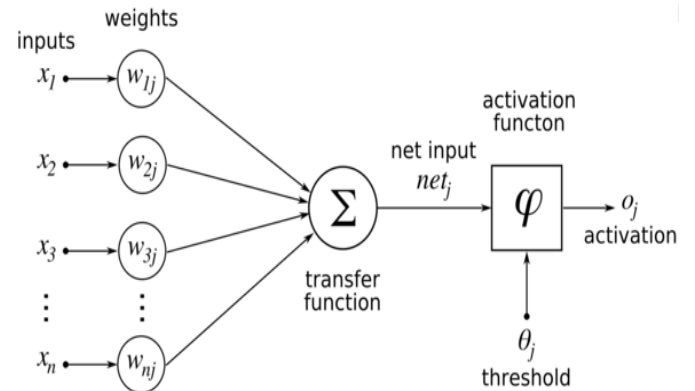 weights
inputs
x1
w1j
activation
functon
x2
w2j
net input
netj
Σ
φ
oj
activation
x3
w3j
transfer
function
⋮ ⋮
θj
xn
wnj
threshold